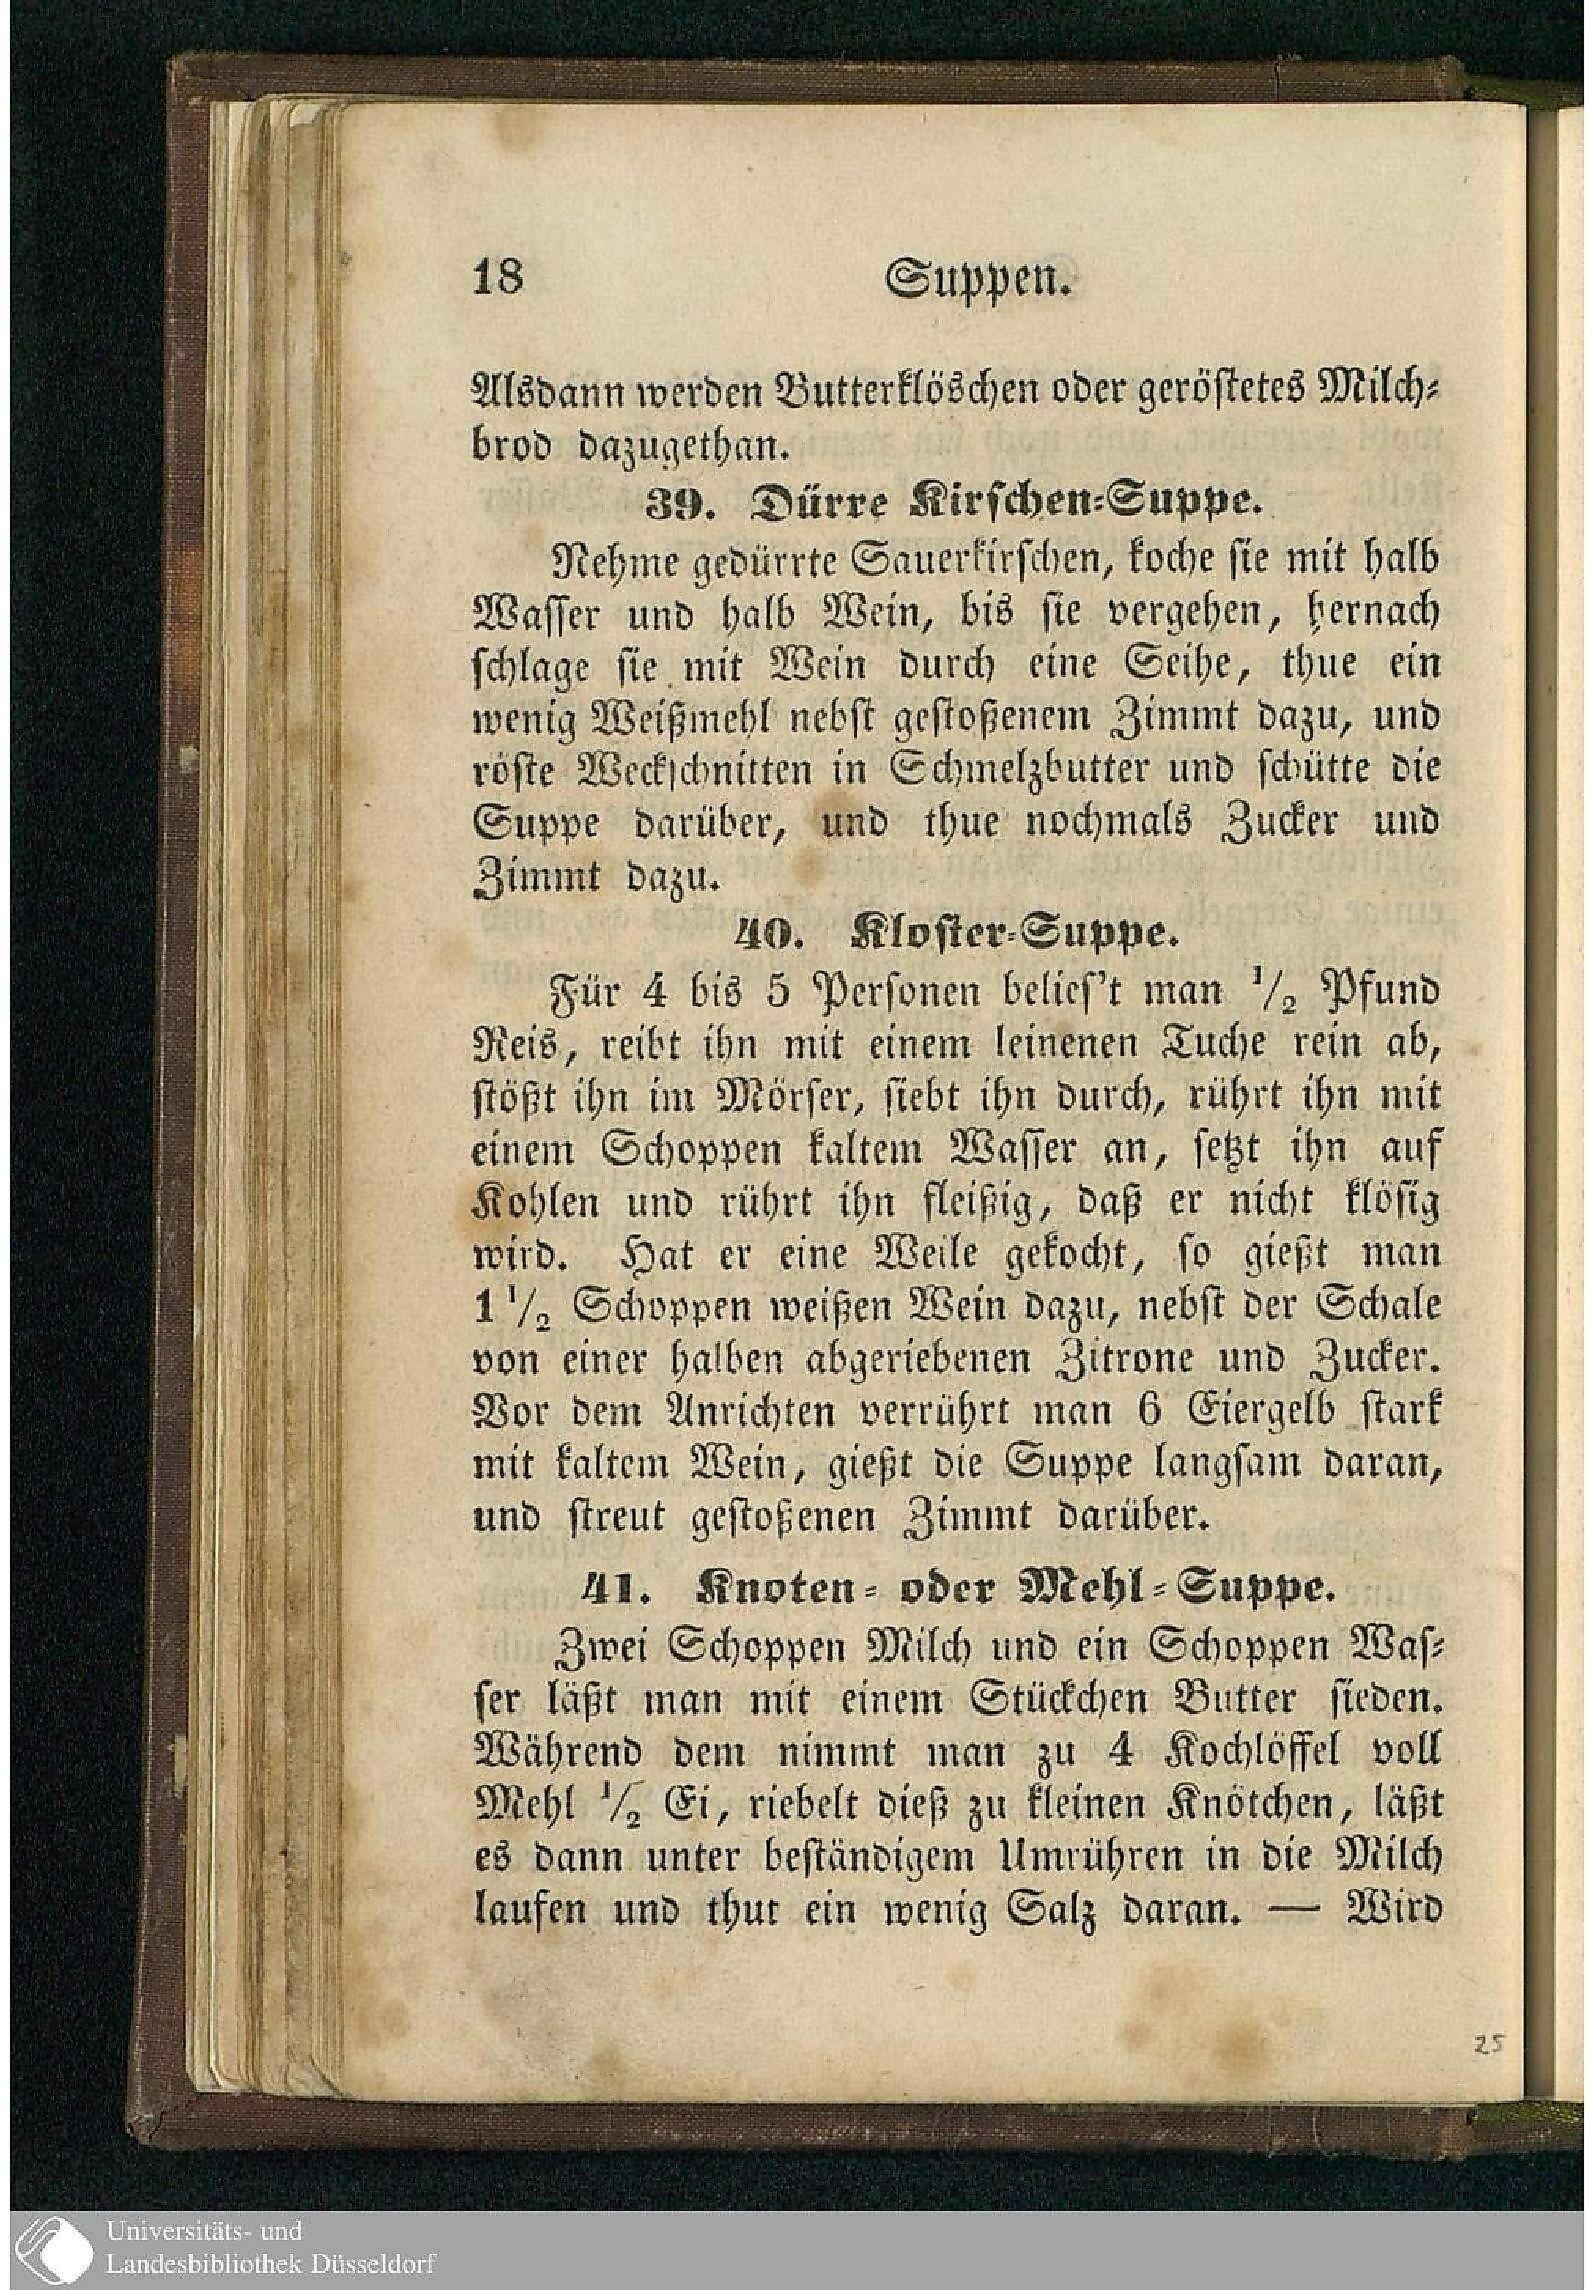 18 Suppen.
Alsdann werden Butterklöschen oder geröstetes Milch-
brod dazugethan.
39. Dürre Kirschen-Suppe.
Nehme gedürrte Sauerkirschen, koche sie mit halb
Wasser und halb Wein, bis sie vergehen, hernach
schlage sie mit Wein durch eine Seihe, thue ein
wenig Weißmehl nebst gestoßenem Zimmt dazu, und
röste Weckschnitten in Schmelzbutter und schütte die
Suppe darüber, und thue nochmals Zucker und
Zimmt dazu.
40. Kloster-Suppe.
Für 4 bis 5 Personen belies't man 1/2 Pfund
Reis, reibt ihn mit einem leinenen Tuche rein ab,
stößt ihn im Mörser, siebt ihn durch, rührt ihn mit
einem Schoppen kaltem Wasser an, setzt ihn auf
Kohlen und rührt ihn fleißig, daß er nicht klösig
wird. Hat er eine Weile gekocht, so gießt man
1 1/2 Schoppen weißen Wein dazu, nebst der Schale
von einer halben abgeriebenen Zitrone und Zucker.
Vor dem Anrichten verrührt man 6 Eiergelb stark
mit kaltem Wein, gießt die Suppe langsam daran,
und streut gestoßenen Zimmt darüber.
41. Knoten- oder Mehl-Suppe.
Zwei Schoppen Milch und ein Schoppen Was-
ser läßt man mit einem Stückchen Butter sieden.
Während dem nimmt man zu 4 Kochlöffel voll
Mehl 1/2 Ei, riebelt dieß zu kleinen Knötchen, läßt
es dann unter beständigem Umrühren in die Milch
laufen und thut ein wenig Salz daran. — Wird
25
Universitäts- und
Landesbibliothek Düsseldorf